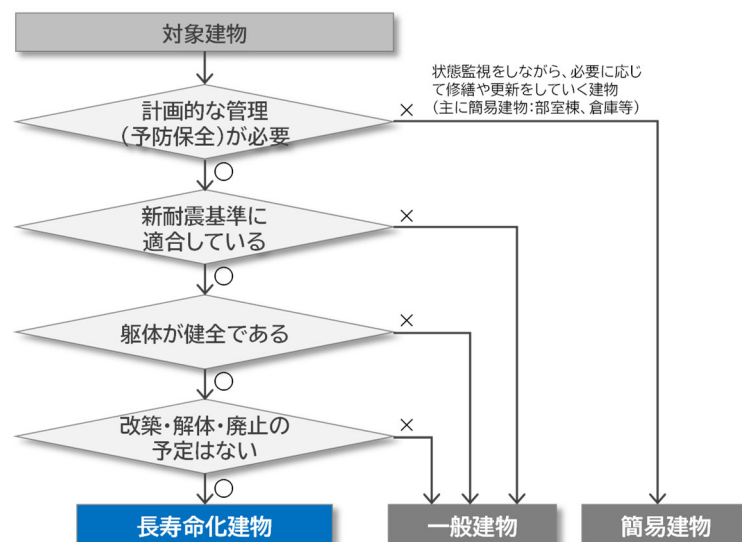 対象建物
状態監視をしながら、必要に応じ
て修繕や更新をしていく建物
（主に簡易建物：部室棟、倉庫等）
計画的な管理
（予防保全）が必要
×
○
新耐震基準に
適合している
×
○
躯体が健全である
×
○
改築・解体・廃止の
予定はない
×
○
長寿命化建物
一般建物
簡易建物